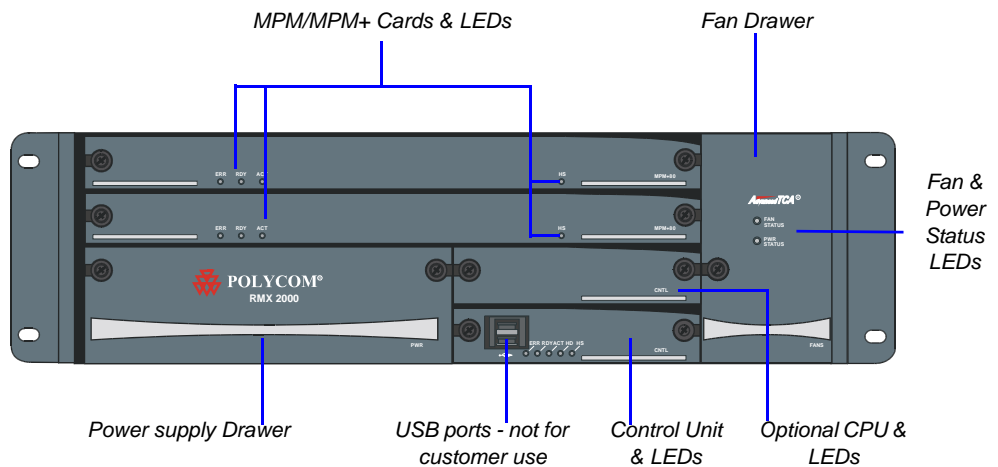 MPM/MPM+ Cards & LEDs
Fan Drawer
ERR RDY ACT HS MPM+80
ERR RDY ACT HS MPM+80
TCA®
FAN
STATUS
PWR
STATUS
Fan &
Power
Status
LEDs
POLYCOM®
RMX 2000
CNTL
ERR RDY ACT HD HS
PWR
CNTL
FANS
Power supply Drawer
USB ports - not for
customer use
Control Unit
& LEDs
Optional CPU &
LEDs